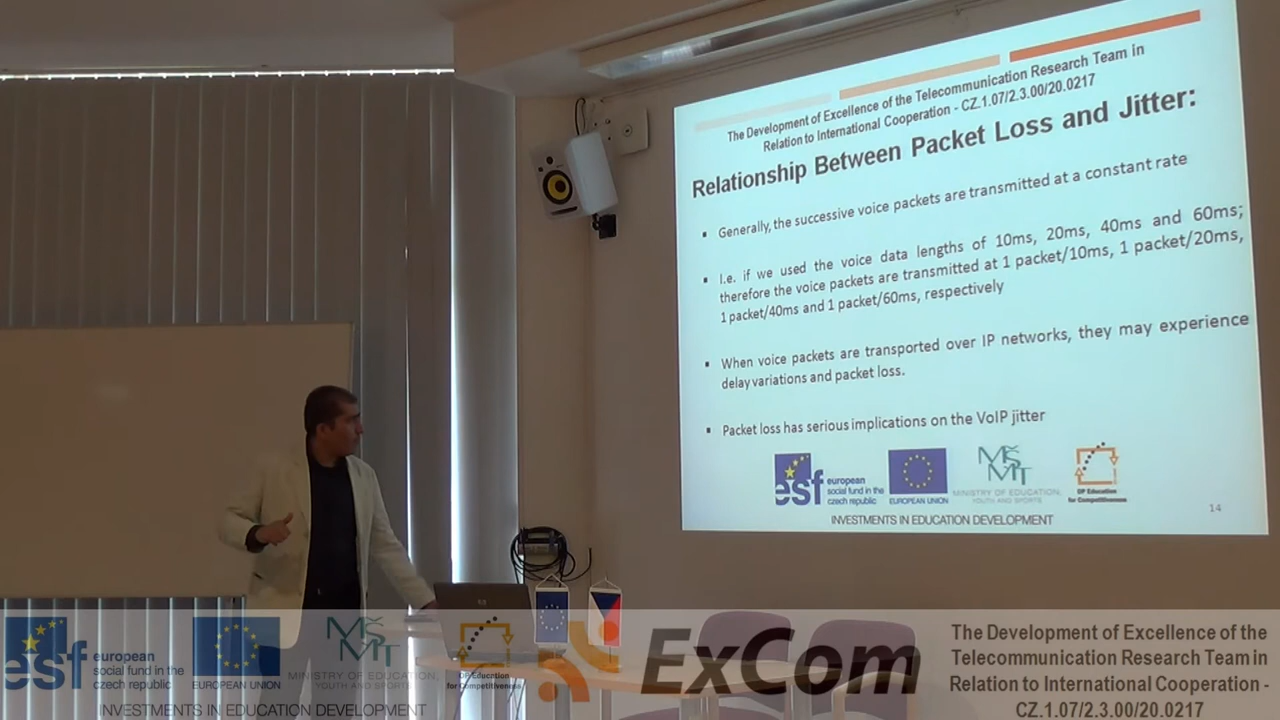 The Development of Excellence of the Telecommunication Research Team in
Relation to International Cooperation - CZ.1.07/2.3.00/20.0217
Relationship Between Packet Loss and Jitter:
▪ Generally, the successive voice packets are transmitted at a constant rate
▪ I.e. if we used the voice data lengths of 10ms, 20ms, 40ms and 60ms;
therefore the voice packets are transmitted at 1 packet/10ms, 1 packet/20ms,
1 packet/40ms and 1 packet/60ms, respectively
▪ When voice packets are transported over IP networks, they may experience
delay variations and packet loss.
▪ Packet loss has serious implications on the VoIP jitter
esf
european
social fund in the
czech republic
EUROPEAN UNION
MŠMT
MINISTRY OF EDUCATION,
YOUTH AND SPORTS
OP Education
for Competitiveness
INVESTMENTS IN EDUCATION DEVELOPMENT
14
hp
esf
european
social fund in the
czech republic
EUROPEAN UNION
MŠMT
MINISTRY OF EDUCATION,
YOUTH AND SPORTS
OP Education
for Competitiveness
INVESTMENTS IN EDUCATION DEVELOPMENT
ExCom
The Development of Excellence of the
Telecommunication Research Team in
Relation to International Cooperation -
CZ.1.07/2.3.00/20.0217